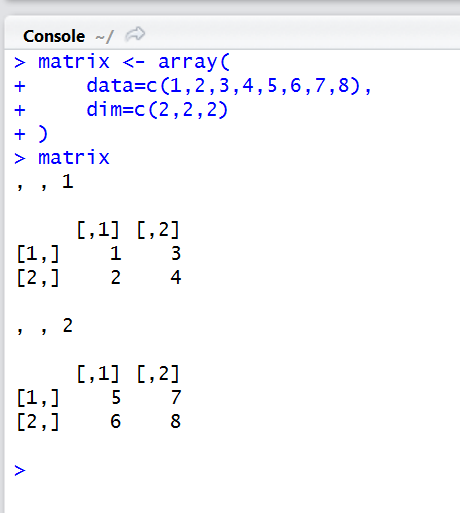 Console ~/
> matrix <- array(
+     data=c(1,2,3,4,5,6,7,8),
+     dim=c(2,2,2)
+ )
> matrix
, , 1
     [,1] [,2]
[1,]    1    3
[2,]    2    4
, , 2
     [,1] [,2]
[1,]    5    7
[2,]    6    8
>